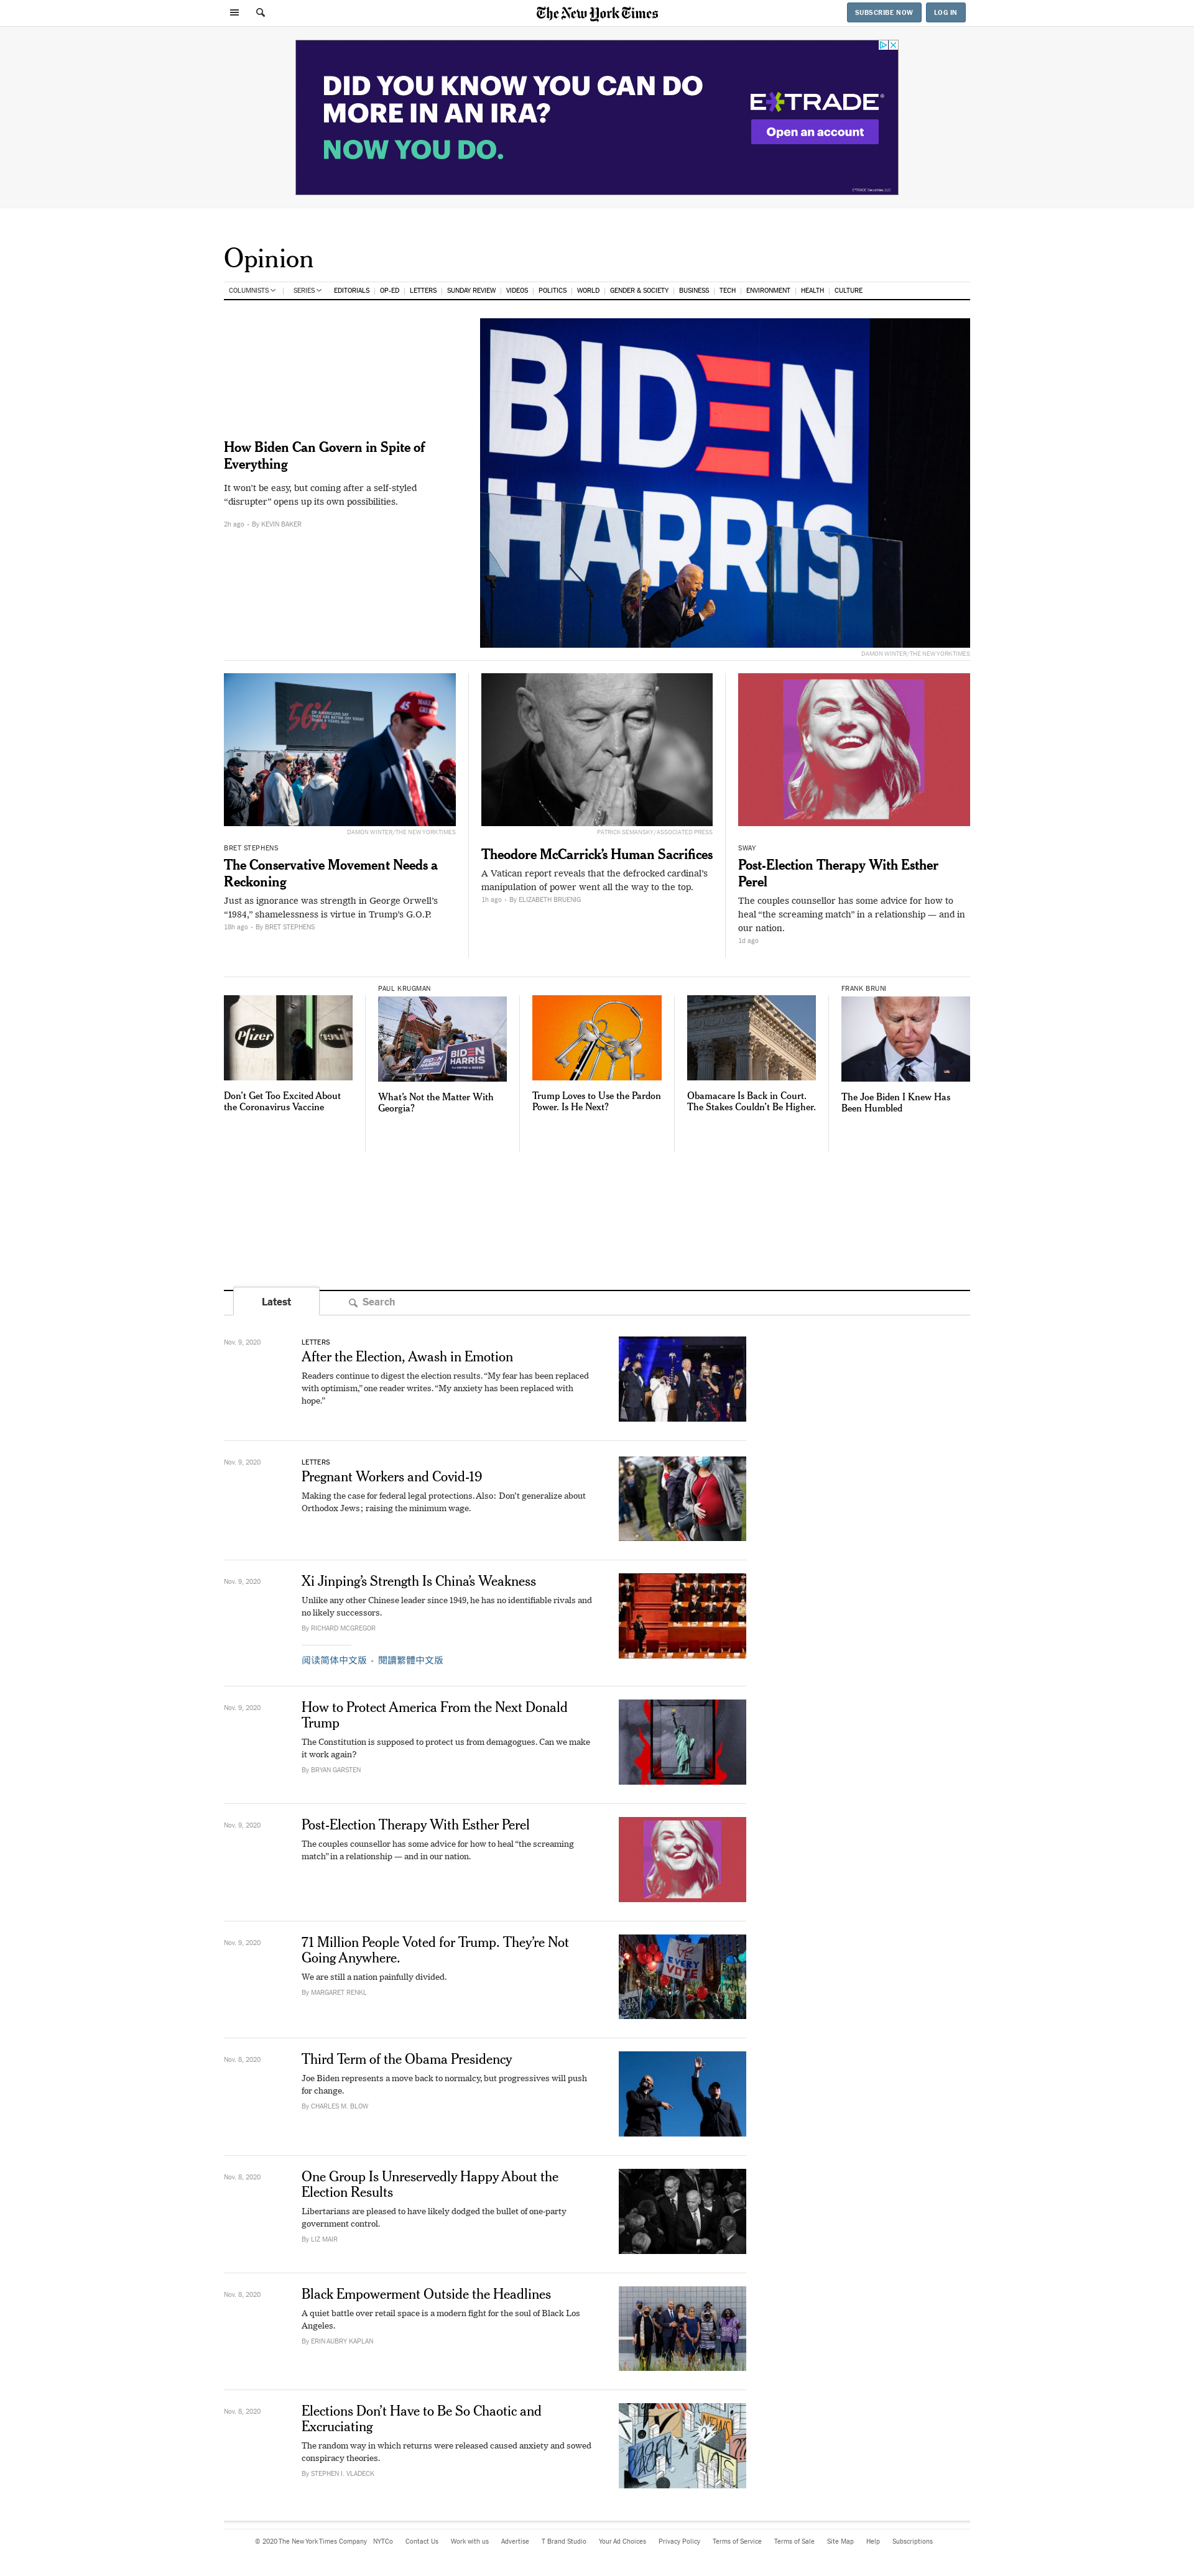 The New York Times
SUBSCRIBE NOW
LOG IN
DID YOU KNOW YOU CAN DO
MORE IN AN IRA?
NOW YOU DO.
E*TRADE®
Open an account
E*TRADE Securities LLC
Opinion
COLUMNISTS | SERIES EDITORIALS | OP-ED | LETTERS | SUNDAY REVIEW | VIDEOS | POLITICS | WORLD | GENDER & SOCIETY | BUSINESS | TECH | ENVIRONMENT | HEALTH | CULTURE
How Biden Can Govern in Spite of
Everything
It won't be easy, but coming after a self-styled
“disrupter” opens up its own possibilities.
2h ago - By KEVIN BAKER
BIDEN
HARRIS
DAMON WINTER/THE NEW YORK TIMES
56%
45
DAMON WINTER/THE NEW YORK TIMES
BRET STEPHENS
The Conservative Movement Needs a
Reckoning
Just as ignorance was strength in George Orwell’s
“1984,” shamelessness is virtue in Trump’s G.O.P.
18h ago - By BRET STEPHENS
PATRICK SEMANSKY/ASSOCIATED PRESS
Theodore McCarrick’s Human Sacrifices
A Vatican report reveals that the defrocked cardinal’s
manipulation of power went all the way to the top.
1h ago - By ELIZABETH BRUENIG
SWAY
Post-Election Therapy With Esther
Perel
The couples counsellor has some advice for how to
heal “the screaming match” in a relationship — and in
our nation.
1d ago
Pfizer
Don’t Get Too Excited About
the Coronavirus Vaccine
PAUL KRUGMAN
BIDEN
HARRIS
BIDEN
HARRIS
What’s Not the Matter With
Georgia?
Trump Loves to Use the Pardon
Power. Is He Next?
Obamacare Is Back in Court.
The Stakes Couldn’t Be Higher.
FRANK BRUNI
The Joe Biden I Knew Has
Been Humbled
Latest
Search
Nov. 9, 2020
LETTERS
After the Election, Awash in Emotion
Readers continue to digest the election results. “My fear has been replaced
with optimism,” one reader writes. “My anxiety has been replaced with
hope.”
Nov. 9, 2020
LETTERS
Pregnant Workers and Covid-19
Making the case for federal legal protections. Also: Don’t generalize about
Orthodox Jews; raising the minimum wage.
Nov. 9, 2020
Xi Jinping’s Strength Is China’s Weakness
Unlike any other Chinese leader since 1949, he has no identifiable rivals and
no likely successors.
By RICHARD MCGREGOR
阅读简体中文版 - 閱讀繁體中文版
Nov. 9, 2020
How to Protect America From the Next Donald
Trump
The Constitution is supposed to protect us from demagogues. Can we make
it work again?
By BRYAN GARSTEN
Nov. 9, 2020
Post-Election Therapy With Esther Perel
The couples counsellor has some advice for how to heal “the screaming
match” in a relationship — and in our nation.
Nov. 9, 2020
71 Million People Voted for Trump. They’re Not
Going Anywhere.
We are still a nation painfully divided.
By MARGARET RENKL
EVERY
VOTE
Nov. 8, 2020
Third Term of the Obama Presidency
Joe Biden represents a move back to normalcy, but progressives will push
for change.
By CHARLES M. BLOW
Nov. 8, 2020
One Group Is Unreservedly Happy About the
Election Results
Libertarians are pleased to have likely dodged the bullet of one-party
government control.
By LIZ MAIR
Nov. 8, 2020
Black Empowerment Outside the Headlines
A quiet battle over retail space is a modern fight for the soul of Black Los
Angeles.
By ERIN AUBRY KAPLAN
Nov. 8, 2020
Elections Don’t Have to Be So Chaotic and
Excruciating
The random way in which returns were released caused anxiety and sowed
conspiracy theories.
By STEPHEN I. VLADECK
© 2020 The New York Times Company NYTCo Contact Us Work with us Advertise T Brand Studio Your Ad Choices Privacy Policy Terms of Service Terms of Sale Site Map Help Subscriptions